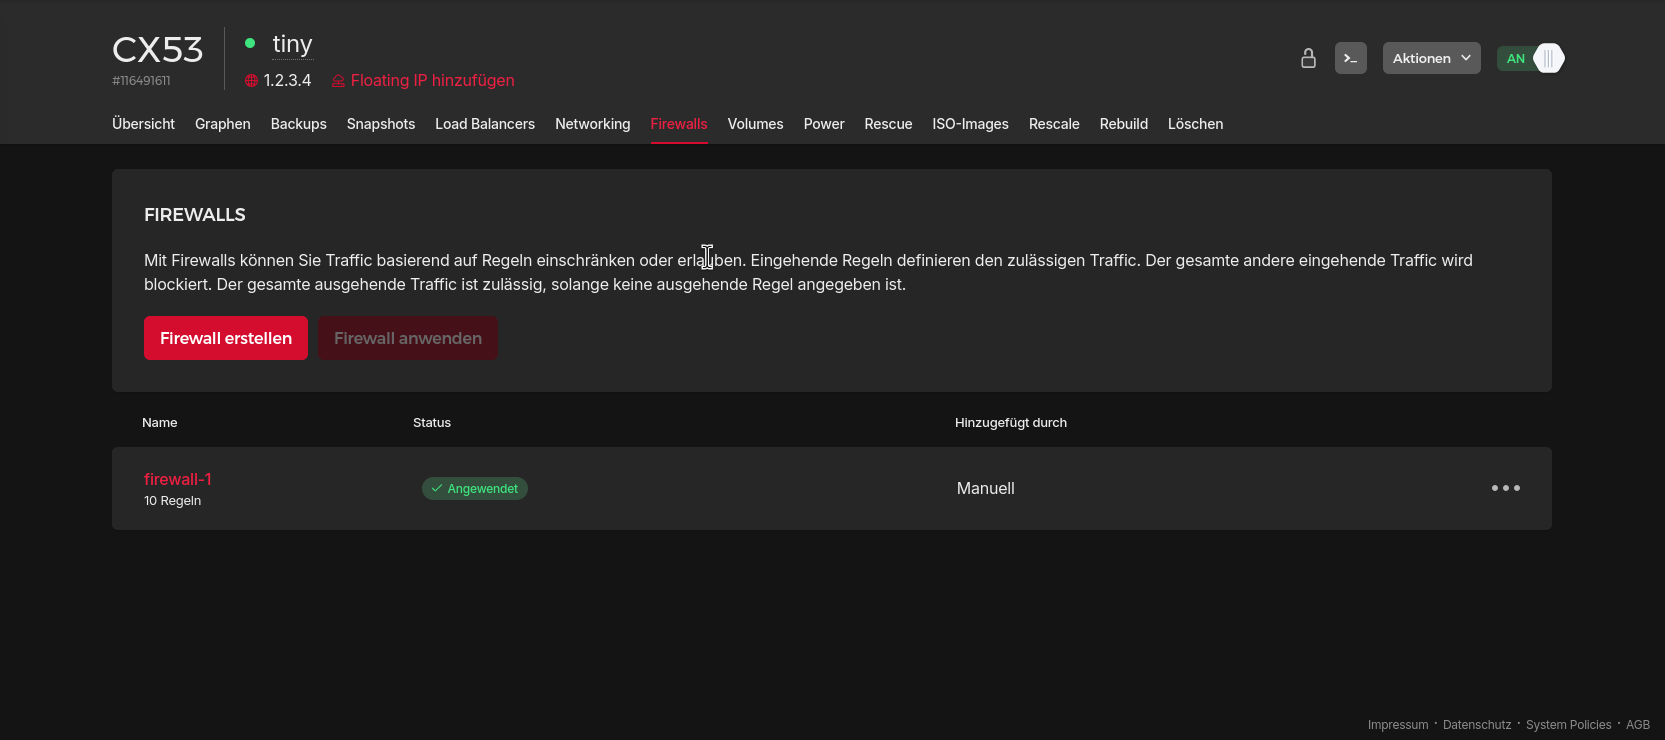 CX53
#116491611
tiny
1.2.3.4 Floating IP hinzufügen
>_ Aktionen AN
Übersicht Graphen Backups Snapshots Load Balancers Networking Firewalls Volumes Power Rescue ISO-Images Rescale Rebuild Löschen
FIREWALLS
Mit Firewalls können Sie Traffic basierend auf Regeln einschränken oder erlauben. Eingehende Regeln definieren den zulässigen Traffic. Der gesamte andere eingehende Traffic wird
blockiert. Der gesamte ausgehende Traffic ist zulässig, solange keine ausgehende Regel angegeben ist.
Firewall erstellen Firewall anwenden
Name Status Hinzugefügt durch
firewall-1
10 Regeln
Angewendet
Manuell
Impressum · Datenschutz · System Policies · AGB